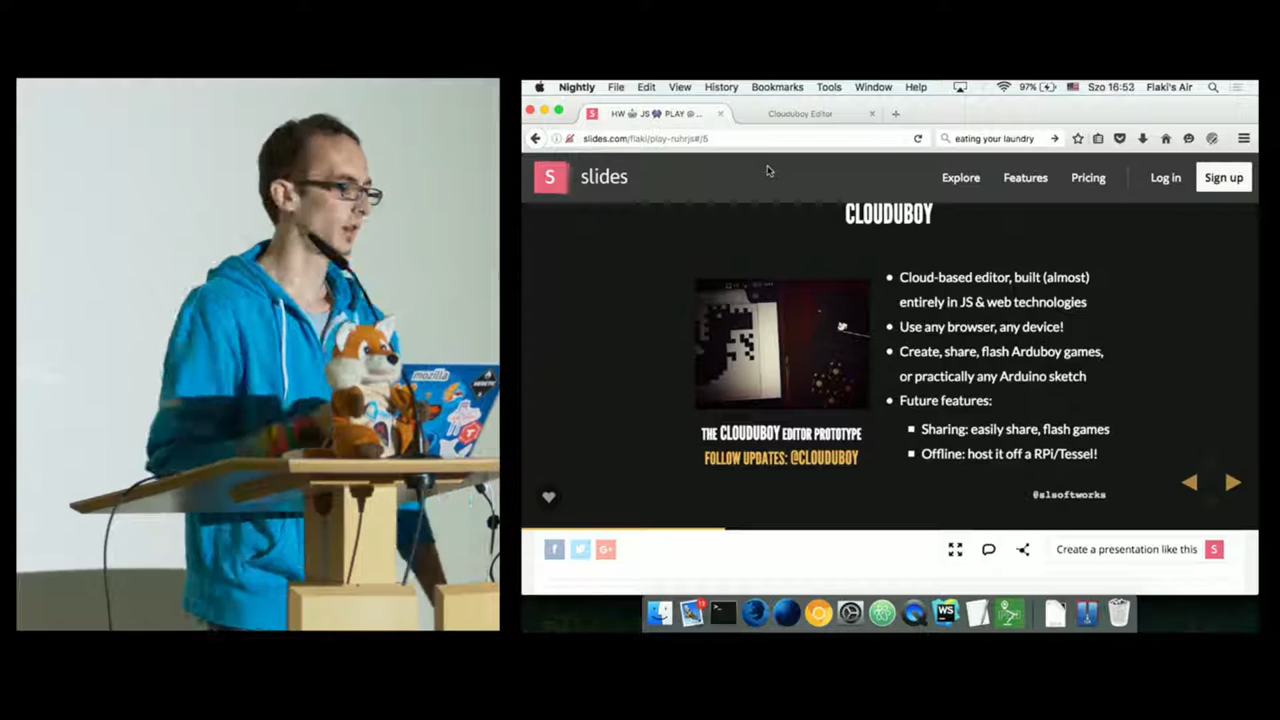 mozilla
Nightly File Edit View History Bookmarks Tools Window Help 97% Szo 16:53 Flaki's Air
HW JS PLAY @ ... Clouduboy Editor
slides.com/flaki/play-ruhrjs#/5 eating your laundry
S slides Explore Features Pricing Log in Sign up
CLOUDUBOY
Cloud-based editor, built (almost)
entirely in JS & web technologies
Use any browser, any device!
Create, share, flash Arduboy games,
or practically any Arduino sketch
Future features:
Sharing: easily share, flash games
Offline: host it off a RPi/Tessel!
THE CLOUDUBOY EDITOR PROTOTYPE
FOLLOW UPDATES: @CLOUDUBOY
@slsoftworks
f G+ Create a presentation like this S
WS